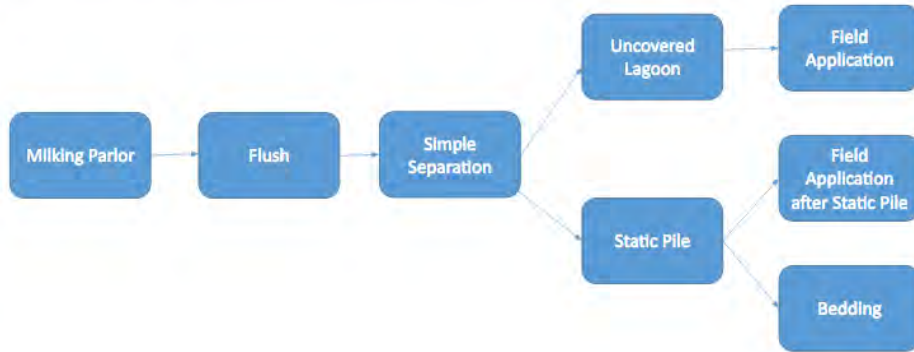 Milking Parlor
Flush
Simple
Separation
Uncovered
Lagoon
Field
Application
Static Pile
Field
Application
after Static Pile
Bedding